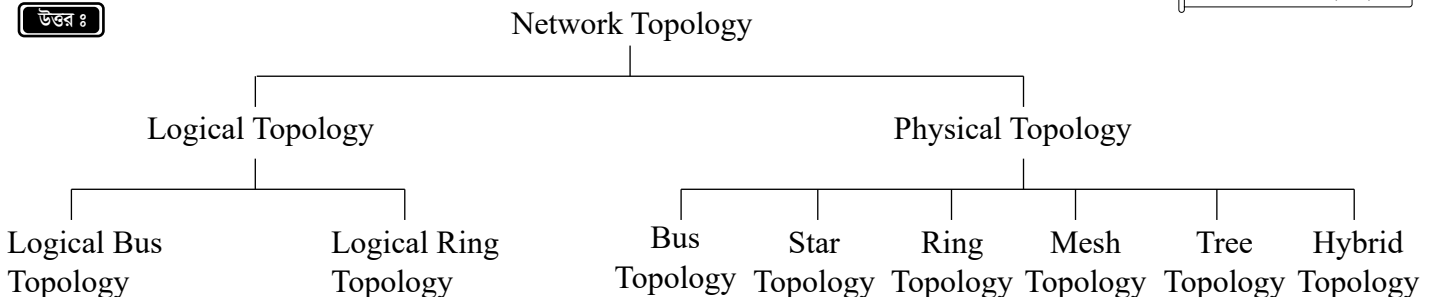 উত্তর ঃ
Network Topology
Logical Topology
Physical Topology
Logical Bus
Topology
Logical Ring
Topology
Bus
Topology
Star
Topology
Ring
Topology
Mesh
Topology
Tree
Topology
Hybrid
Topology